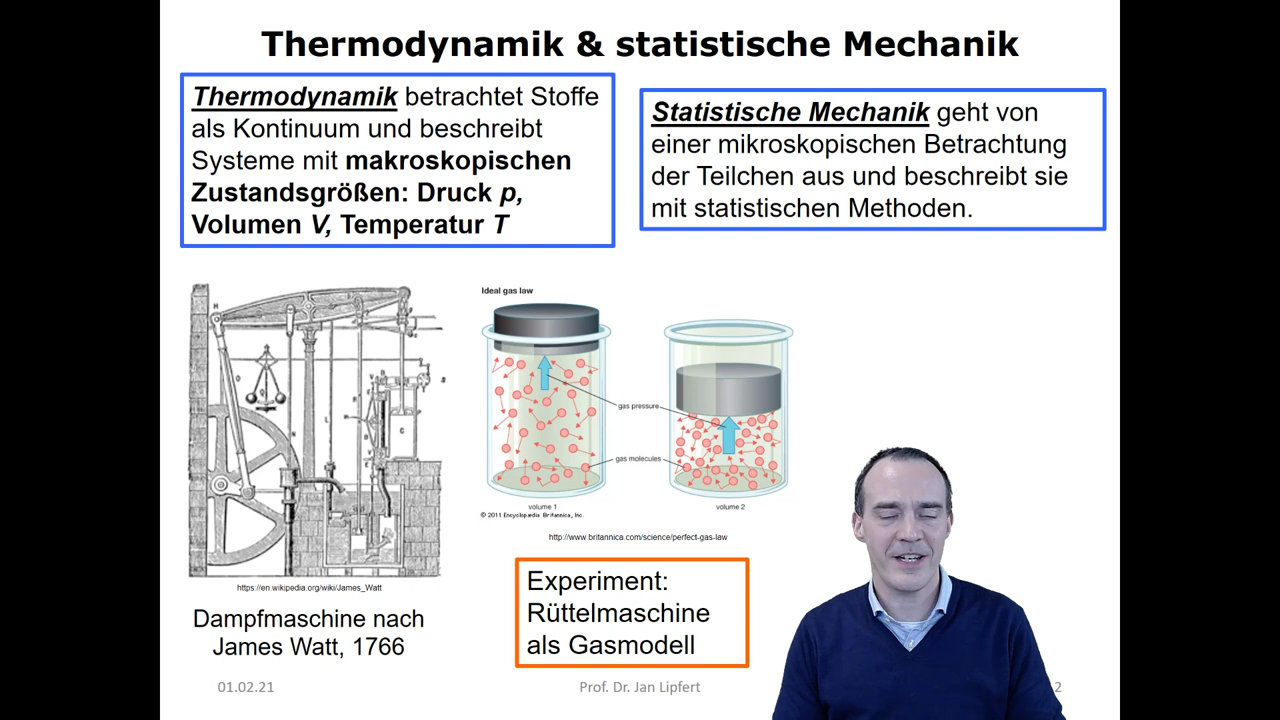 Thermodynamik & statistische Mechanik
Thermodynamik betrachtet Stoffe
als Kontinuum und beschreibt
Systeme mit makroskopischen
Zustandsgrößen: Druck p,
Volumen V, Temperatur T
Statistische Mechanik geht von
einer mikroskopischen Betrachtung
der Teilchen aus und beschreibt sie
mit statistischen Methoden.
Ideal gas law
gas pressure
gas molecules
volume 1
volume 2
© 2011 Encyclopædia Britannica, Inc.
http://www.britannica.com/science/perfect-gas-law
https://en.wikipedia.org/wiki/James_Watt
Dampfmaschine nach
James Watt, 1766
Experiment:
Rüttelmaschine
als Gasmodell
01.02.21
Prof. Dr. Jan Lipfert
2